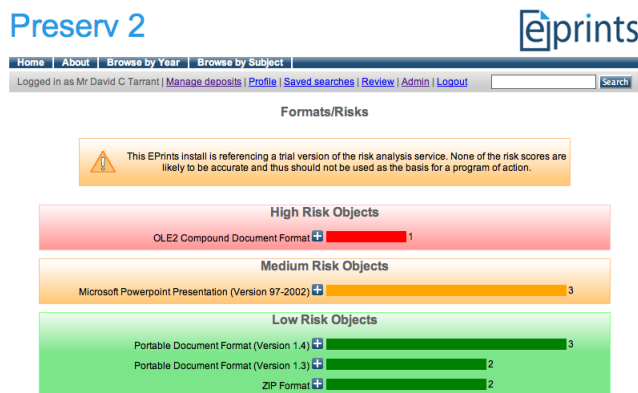 Preserv 2
eprints
Home | About | Browse by Year | Browse by Subject |
Logged in as Mr David C Tarrant | Manage deposits | Profile | Saved searches | Review | Admin | Logout
Search
Formats/Risks
This EPrints install is referencing a trial version of the risk analysis service. None of the risk scores are
likely to be accurate and thus should not be used as the basis for a program of action.
High Risk Objects
OLE2 Compound Document Format + 1
Medium Risk Objects
Microsoft Powerpoint Presentation (Version 97-2002) + 3
Low Risk Objects
Portable Document Format (Version 1.4) + 3
Portable Document Format (Version 1.3) + 2
ZIP Format + 2